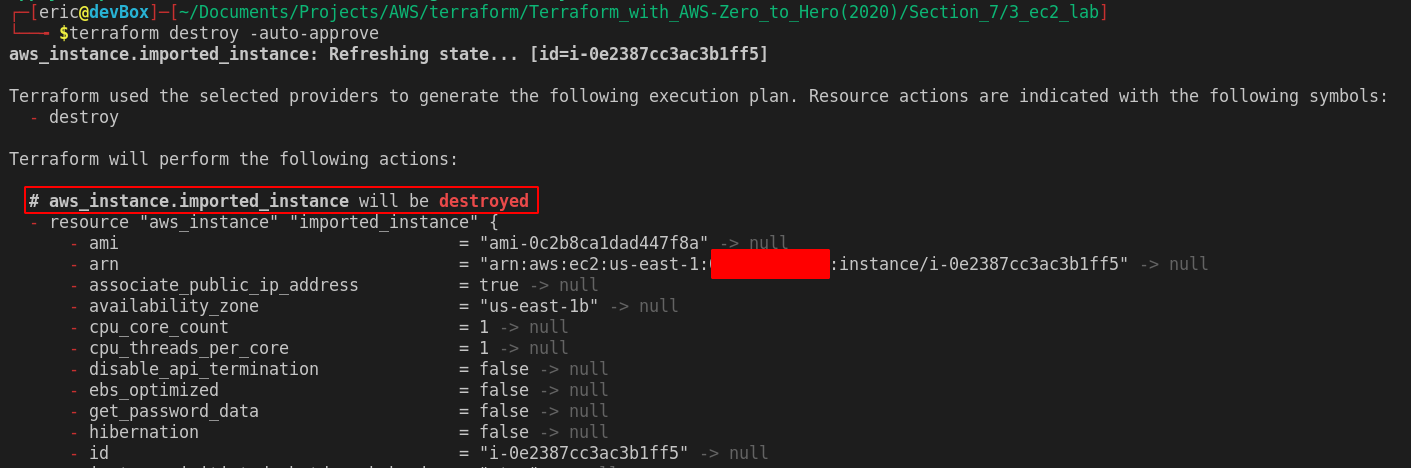 ┌─[eric@devBox]─[~/Documents/Projects/AWS/terraform/Terraform_with_AWS-Zero_to_Hero(2020)/Section_7/3_ec2_lab]
└──╼ $terraform destroy -auto-approve
aws_instance.imported_instance: Refreshing state... [id=i-0e2387cc3ac3b1ff5]
Terraform used the selected providers to generate the following execution plan. Resource actions are indicated with the following symbols:
- destroy
Terraform will perform the following actions:
# aws_instance.imported_instance will be destroyed
- resource "aws_instance" "imported_instance" {
- ami = "ami-0c2b8ca1dad447f8a" -> null
- arn = "arn:aws:ec2:us-east-1: :instance/i-0e2387cc3ac3b1ff5" -> null
- associate_public_ip_address = true -> null
- availability_zone = "us-east-1b" -> null
- cpu_core_count = 1 -> null
- cpu_threads_per_core = 1 -> null
- disable_api_termination = false -> null
- ebs_optimized = false -> null
- get_password_data = false -> null
- hibernation = false -> null
- id = "i-0e2387cc3ac3b1ff5" -> null